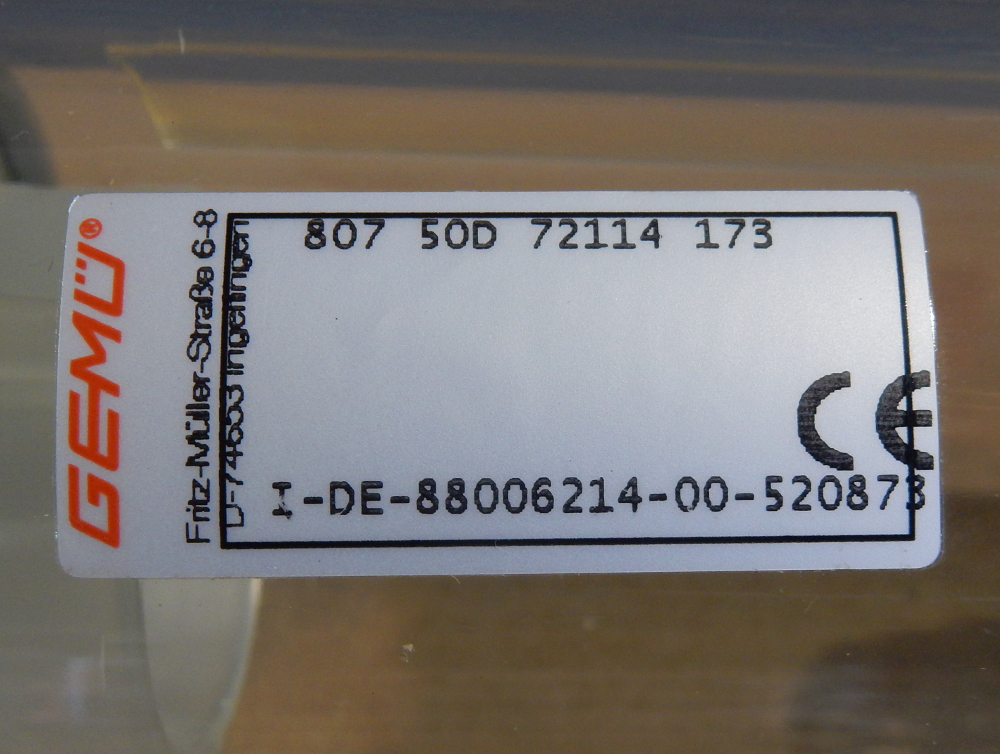 GEMÜ®
Fritz-Müller-Straße 6-8
D-74653 Ingelfingen
807 50D 72114 173
CE
I-DE-88006214-00-520873